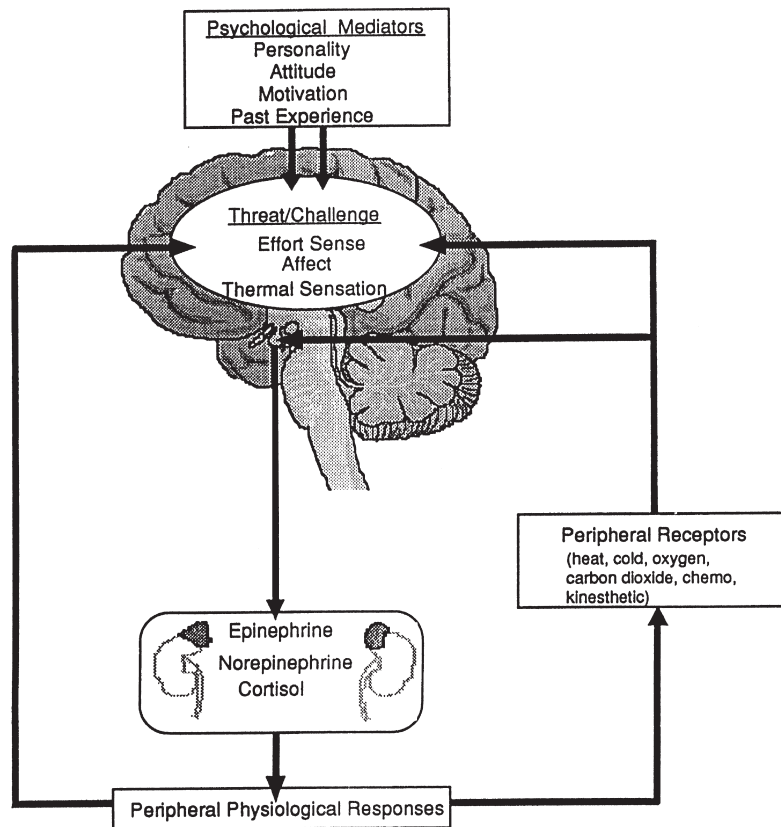 Psychological Mediators
Personality
Attitude
Motivation
Past Experience
Threat/Challenge
Effort Sense
Affect
Thermal Sensation
Peripheral Receptors
(heat, cold, oxygen,
carbon dioxide, chemo,
kinesthetic)
Epinephrine
Norepinephrine
Cortisol
Peripheral Physiological Responses